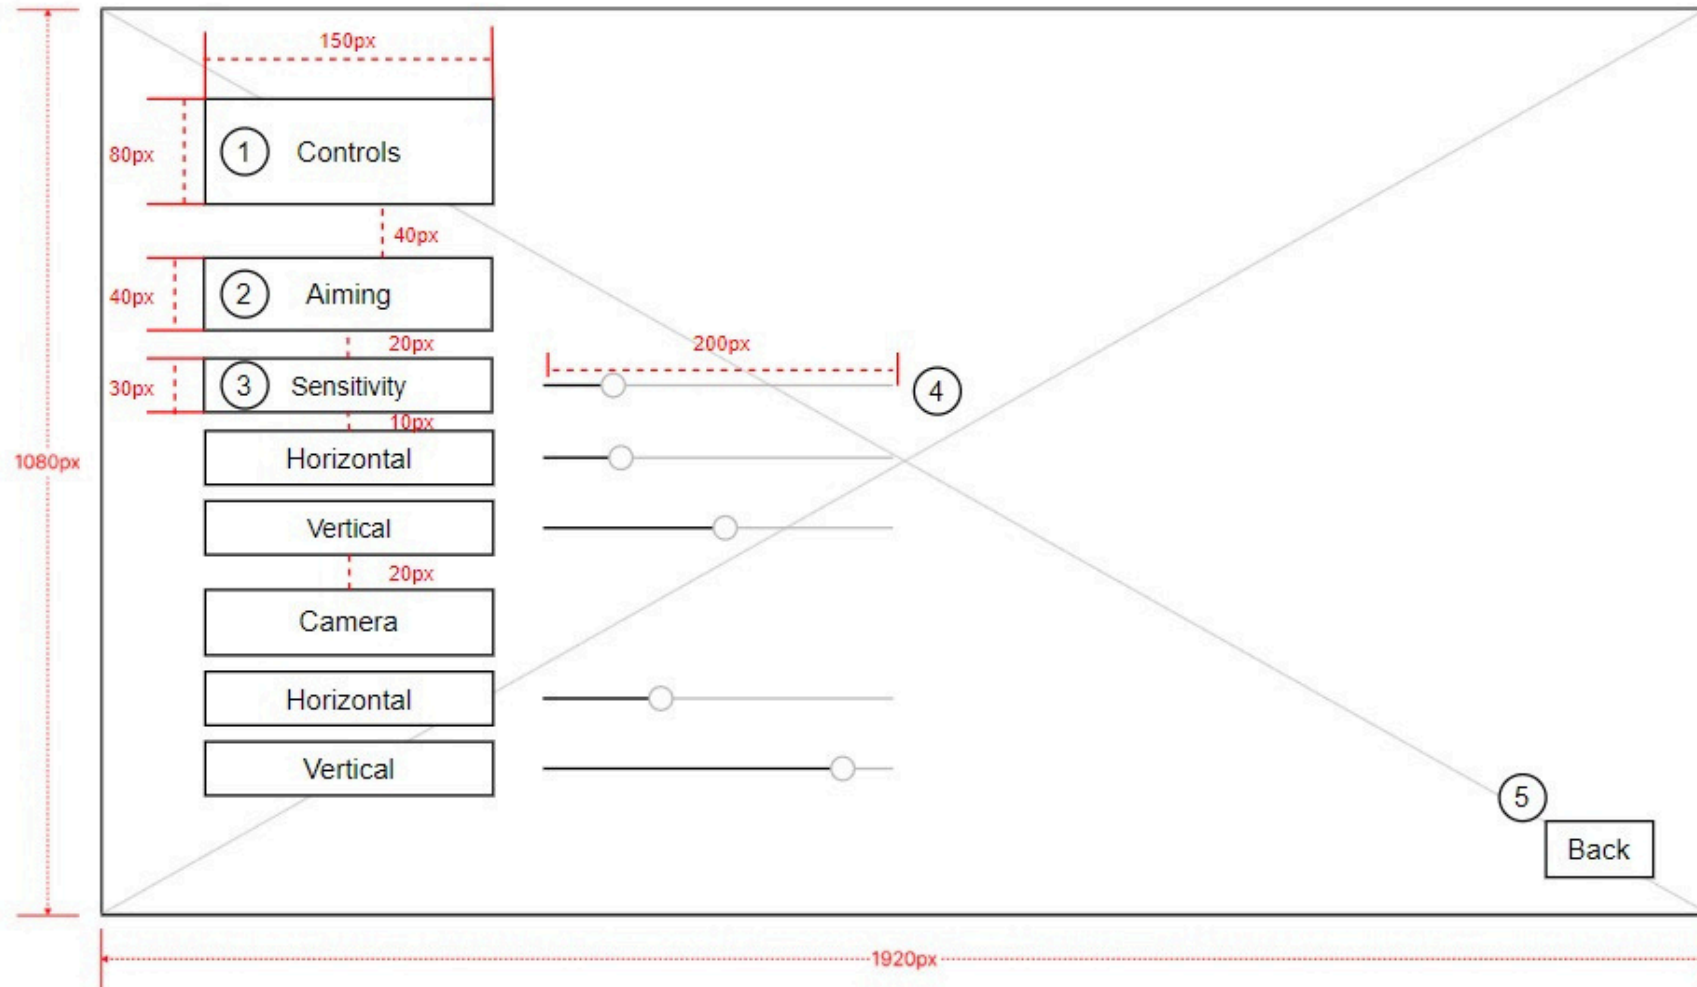 150px
80px
1 Controls
40px
40px
2 Aiming
20px
200px
30px
3 Sensitivity
4
10px
Horizontal
1080px
Vertical
20px
Camera
Horizontal
Vertical
5
Back
1920px